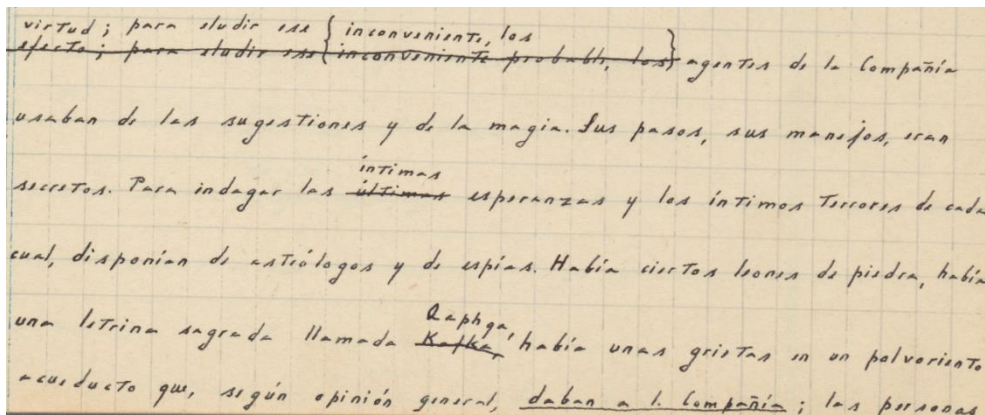 virtud; para eludir ese { inconveniente, los }
efecto; para eludir ese { inconveniente probable, los } agentes de la Compañía
usaban de las sugestiones y de la magia. Sus pasos, sus manejos, eran
secretos. Para indagar las
íntimas
últimas esperanzas y los íntimos terrores de cada
cual, disponían de astrólogos y de espías. Había ciertos leones de piedra, había
Qaphqa,
una letrina sagrada llamada Kafka, había unas grietas en un polvoriento
acueducto que, según opinión general, daban a la Compañía; las personas